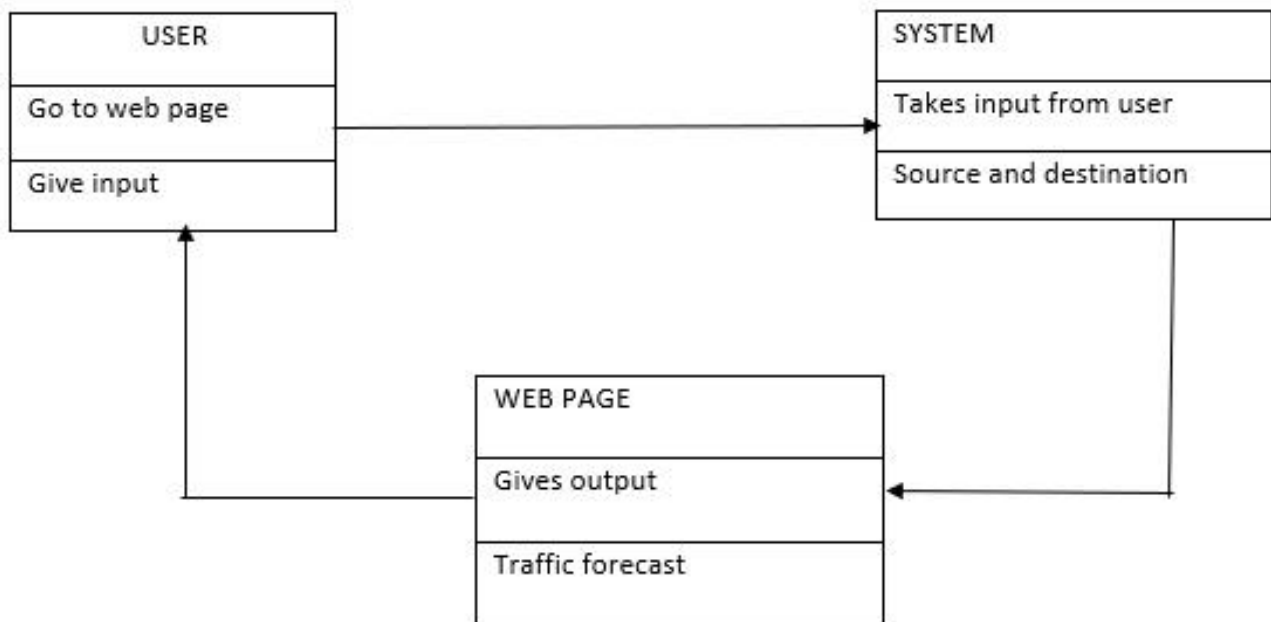 USER
Go to web page
Give input
SYSTEM
Takes input from user
Source and destination
WEB PAGE
Gives output
Traffic forecast